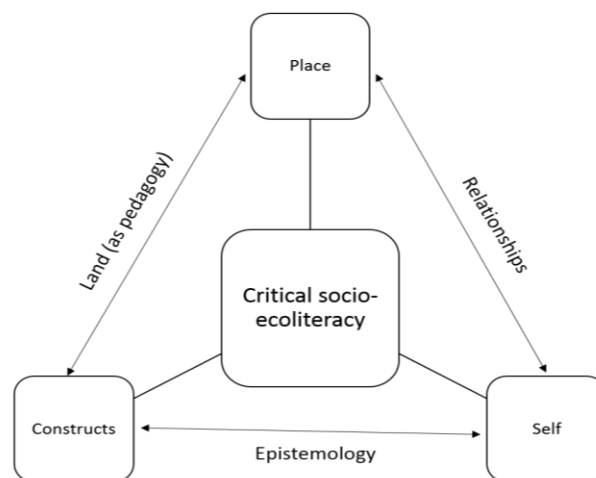 Place
Land (as pedagogy)
Relationships
Critical socio-
ecoliteracy
Constructs
Self
Epistemology